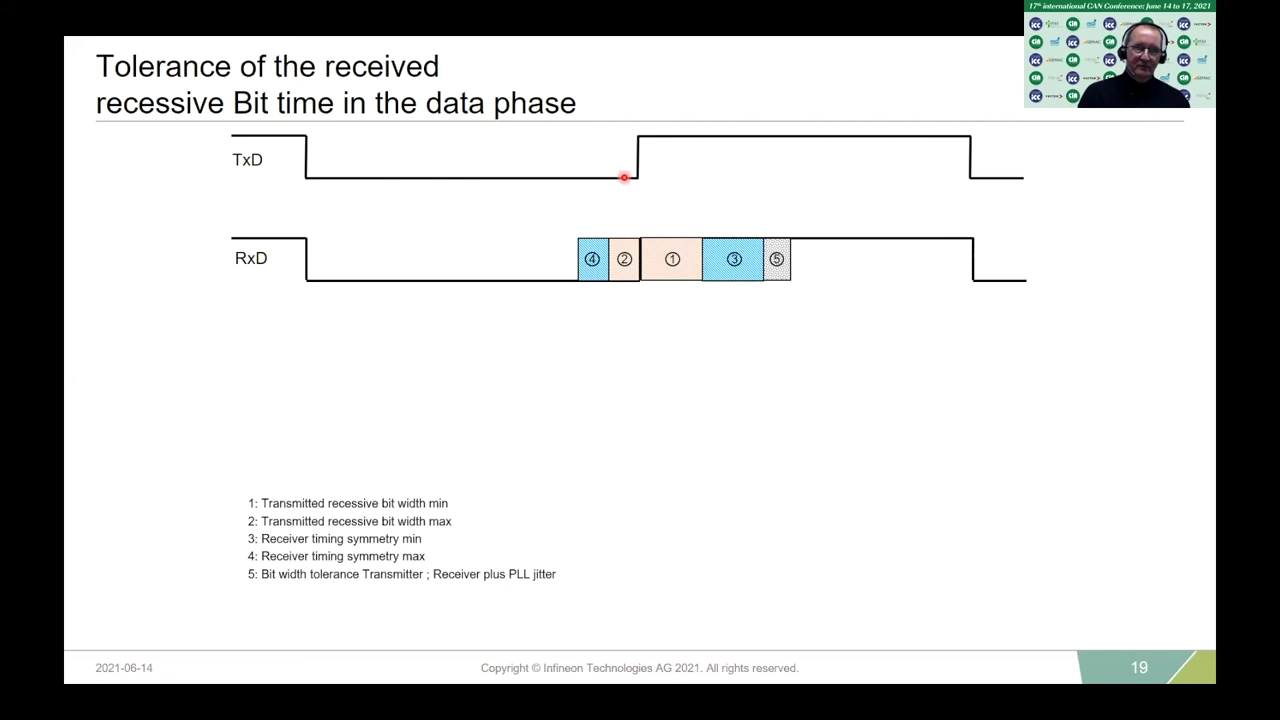 17th international CAN Conference: June 14 to 17, 2021
Tolerance of the received
recessive Bit time in the data phase
TxD
RxD
④ ② ① ③ ⑤
1: Transmitted recessive bit width min
2: Transmitted recessive bit width max
3: Receiver timing symmetry min
4: Receiver timing symmetry max
5: Bit width tolerance Transmitter ; Receiver plus PLL jitter
2021-06-14
Copyright © Infineon Technologies AG 2021. All rights reserved.
19